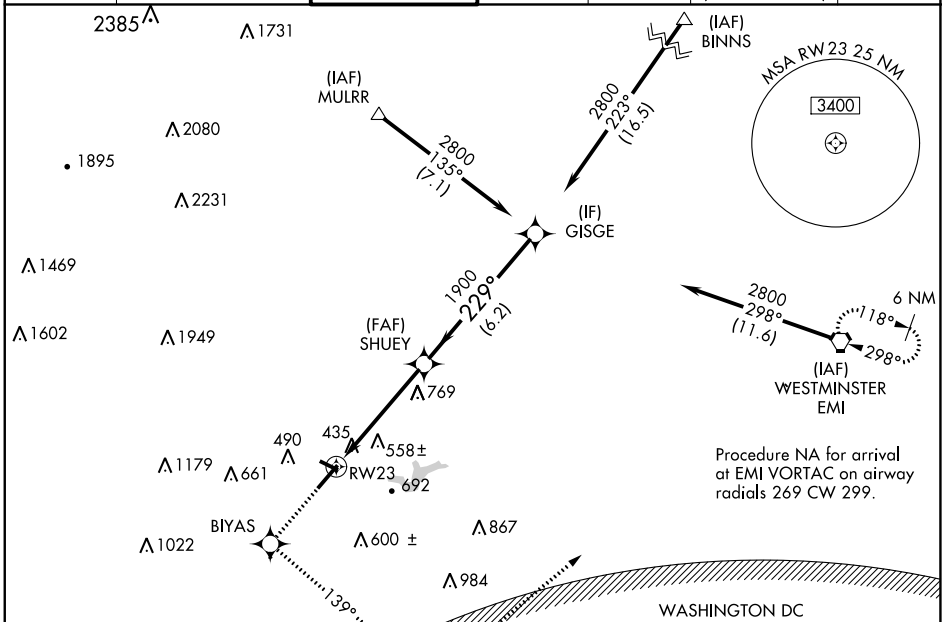 2385
1731
(IAF)
BINNS
MSA RW 23 25 NM
3400
(IAF)
MULRR
2800
223°
(16.5)
2080
1895
2800
135°
(7.1)
2231
(IF)
GISGE
1469
1900
229°
(6.2)
2800
298°
(11.6)
6 NM
118°
298°
1602
1949
(FAF)
SHUEY
(IAF)
WESTMINSTER
EMI
769
490
435
558±
Procedure NA for arrival
at EMI VORTAC on airway
radials 269 CW 299.
1179
661
RW23
692
BIYAS
1022
600 ±
867
984
139°
WASHINGTON DC